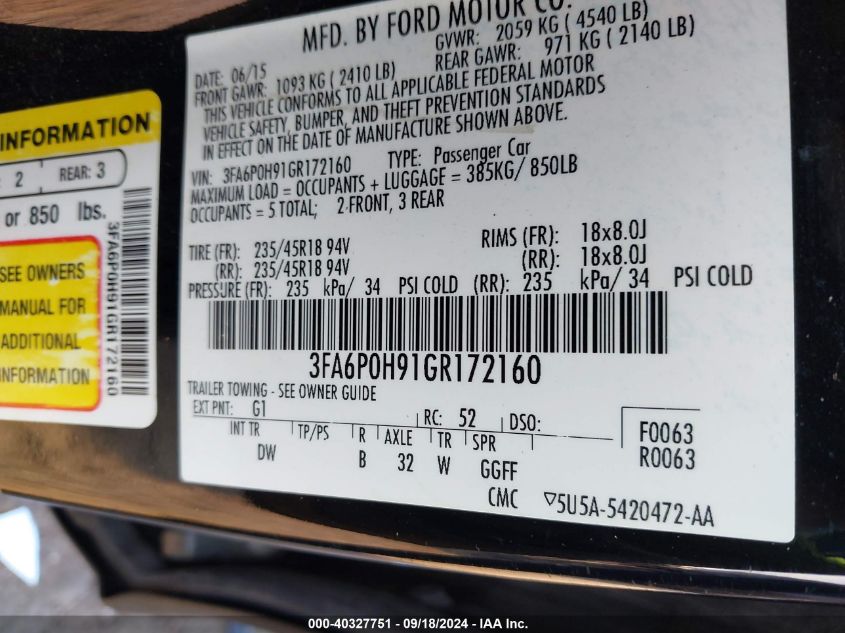 MFD. BY FORD MOTOR CO.
DATE: 06/15 GVWR: 2059 KG ( 4540 LB)
FRONT GAWR: 1093 KG ( 2410 LB) REAR GAWR: 971 KG ( 2140 LB)
THIS VEHICLE CONFORMS TO ALL APPLICABLE FEDERAL MOTOR
VEHICLE SAFETY, BUMPER, AND THEFT PREVENTION STANDARDS
IN EFFECT ON THE DATE OF MANUFACTURE SHOWN ABOVE.
VIN: 3FA6P0H91GR172160 TYPE: Passenger Car
MAXIMUM LOAD = OCCUPANTS + LUGGAGE = 385KG/ 850LB
OCCUPANTS = 5 TOTAL; 2-FRONT, 3 REAR
TIRE (FR): 235/45R18 94V RIMS (FR): 18x8.0J
(RR): 235/45R18 94V (RR): 18x8.0J
PRESSURE (FR): 235 kPa/ 34 PSI COLD (RR): 235 kPa/ 34 PSI COLD
3FA6P0H91GR172160
TRAILER TOWING - SEE OWNER GUIDE
EXT PNT: G1 RC: 52 DSO:
INT TR TP/PS R AXLE TR SPR
DW B 32 W GGFF
F0063
R0063
CMC 5U5A-5420472-AA
INFORMATION
2 REAR: 3
or 850 lbs.
SEE OWNERS
MANUAL FOR
ADDITIONAL
INFORMATION
3FA6P0H91GR172160
000-40327751 - 09/18/2024 - IAA Inc.